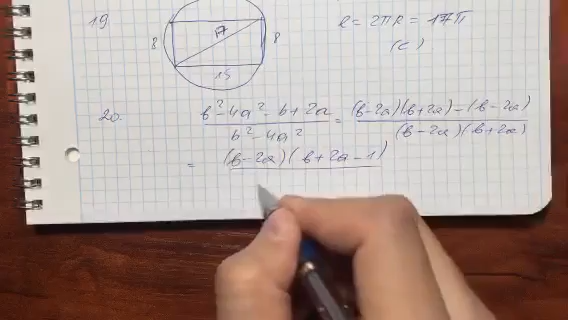 19
8
17
8
15
ℓ = 2πR = 17π
(c)
20. (b² - 4a² - b + 2a)/(b² - 4a²) = ((b-2a)(b+2a) - (b-2a))/((b-2a)(b+2a))
= (b-2a)(b+2a-1)